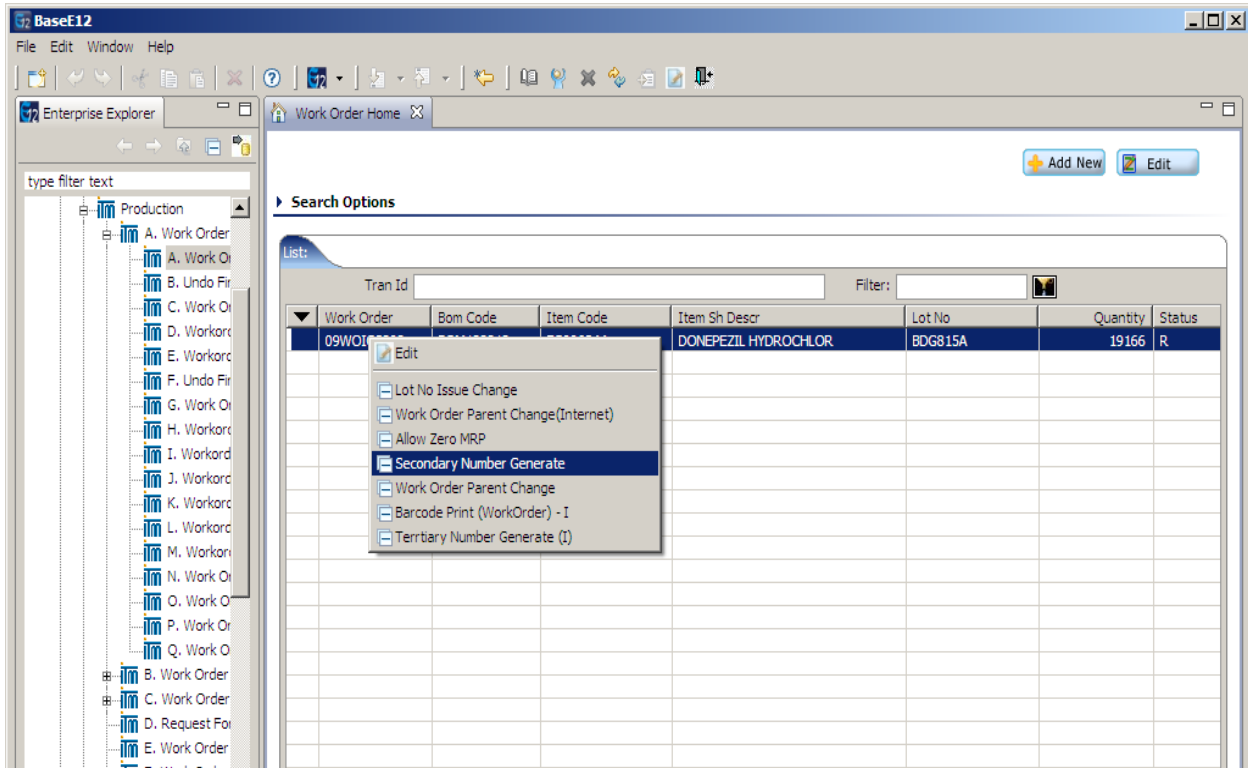 BaseE12
File Edit Window Help
Enterprise Explorer
Work Order Home
Add New
Edit
type filter text
Search Options
Production
A. Work Order
A. Work Or
B. Undo Fin
C. Work Or
D. Workord
E. Workord
F. Undo Fin
G. Work Or
H. Workord
I. Workord
J. Workord
K. Workord
L. Workord
M. Workord
N. Work Or
O. Work O
P. Work Or
Q. Work O
B. Work Order
C. Work Order
D. Request For
E. Work Order
List:
Tran Id Filter:
Work Order Bom Code Item Code Item Sh Descr Lot No Quantity Status
DONEPEZIL HYDROCHLOR BDG815A 19166 R
Edit
Lot No Issue Change
Work Order Parent Change(Internet)
Allow Zero MRP
Secondary Number Generate
Work Order Parent Change
Barcode Print (WorkOrder) - I
Terrtiary Number Generate (I)